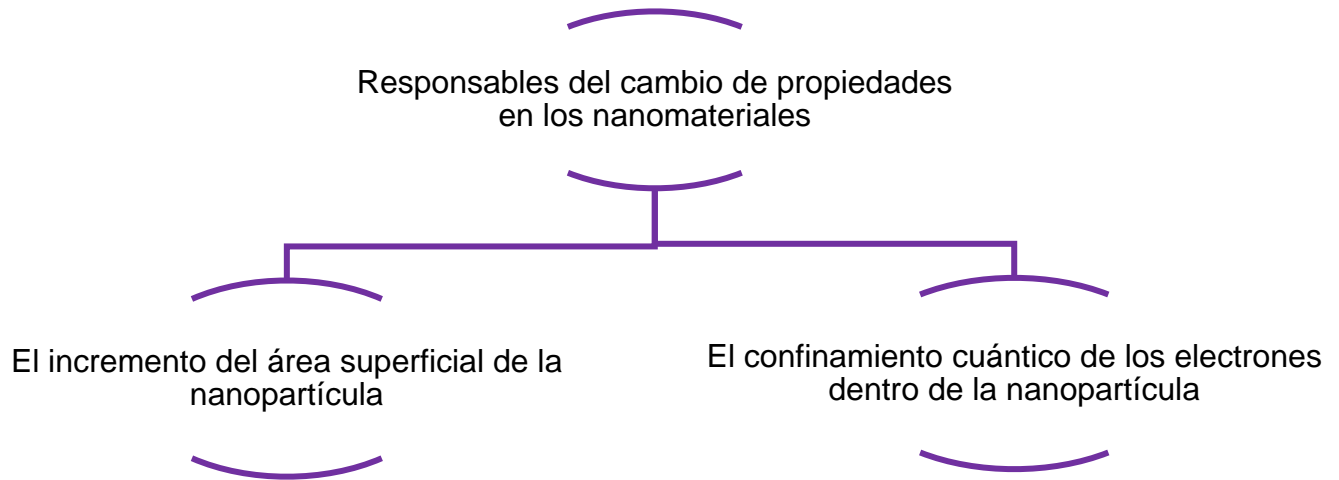 Responsables del cambio de propiedades
en los nanomateriales
El incremento del área superficial de la
nanopartícula
El confinamiento cuántico de los electrones
dentro de la nanopartícula